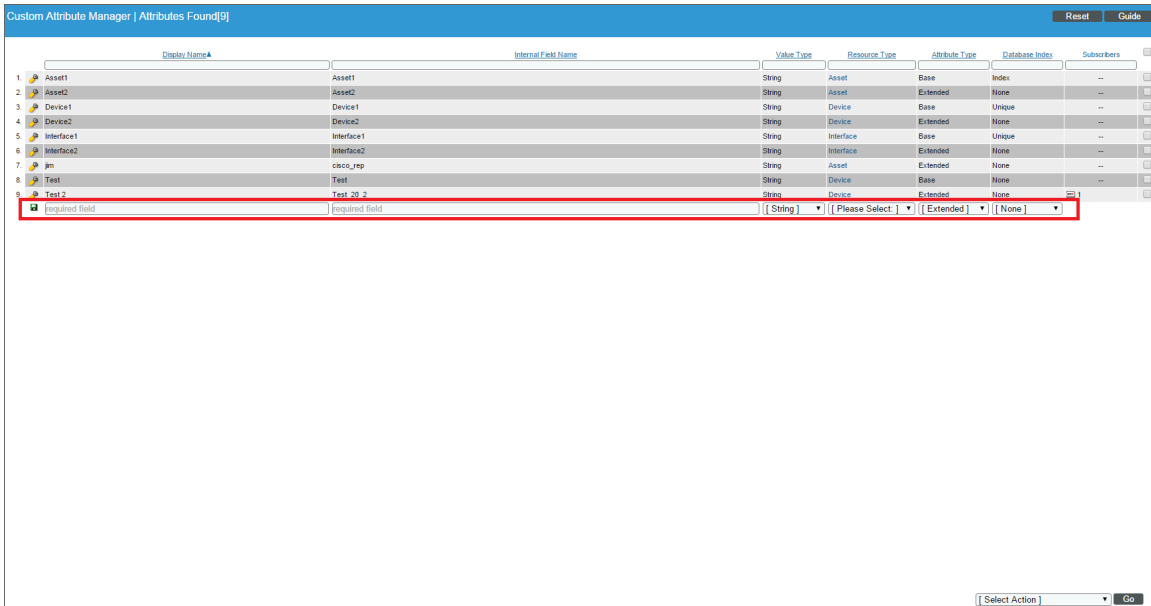 Custom Attribute Manager | Attributes Found[9] Reset Guide
Display Name Internal Field Name Value Type Resource Type Attribute Type Database Index Subscribers
1. Asset1 Asset1 String Asset Base Index --
2. Asset2 Asset2 String Asset Extended None --
3. Device1 Device1 String Device Base Unique --
4. Device2 Device2 String Device Extended None --
5. Interface1 Interface1 String Interface Base Unique --
6. Interface2 Interface2 String Interface Extended None --
7. jim cisco_rep String Asset Extended None --
8. Test Test String Device Base None --
9. Test 2 Test_20_2 String Device Extended None 1
required field required field [ String ] [ Please Select: ] [ Extended ] [ None ]
[ Select Action ] Go